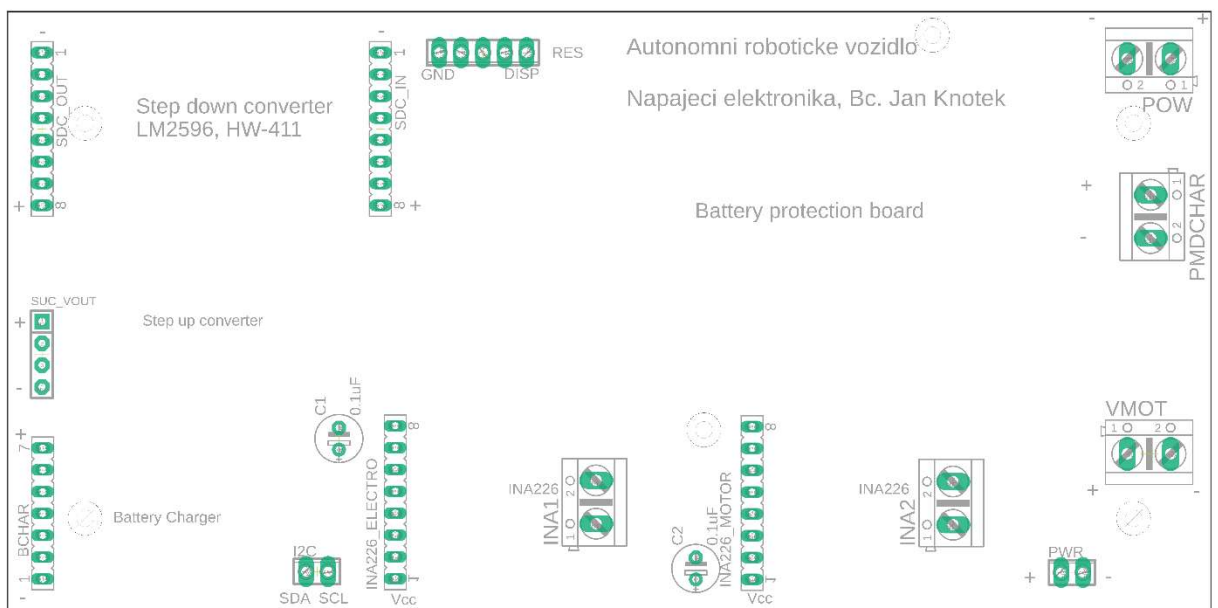 -
1
SDC_OUT
+
8
Step down converter
LM2596, HW-411
-
1
SDC_IN
8 +
GND
DISP
RES
Autonomni roboticke vozidlo
Napajeci elektronika, Bc. Jan Knotek
- +
2 1
POW
+
-
1
2
PMDCHAR
Battery protection board
SUC_VOUT
+
-
Step up converter
+
7
BCHAR
1
-
Battery Charger
C1
0.1uF
+
I2C
SDA SCL
8
INA226_ELECTRO
1
Vcc
INA226
INA1
2
1
8
INA226_MOTOR
1
Vcc
C2
0.1uF
+
INA226
INA2
2
1
VMOT
1 2
+ -
PWR
+ -